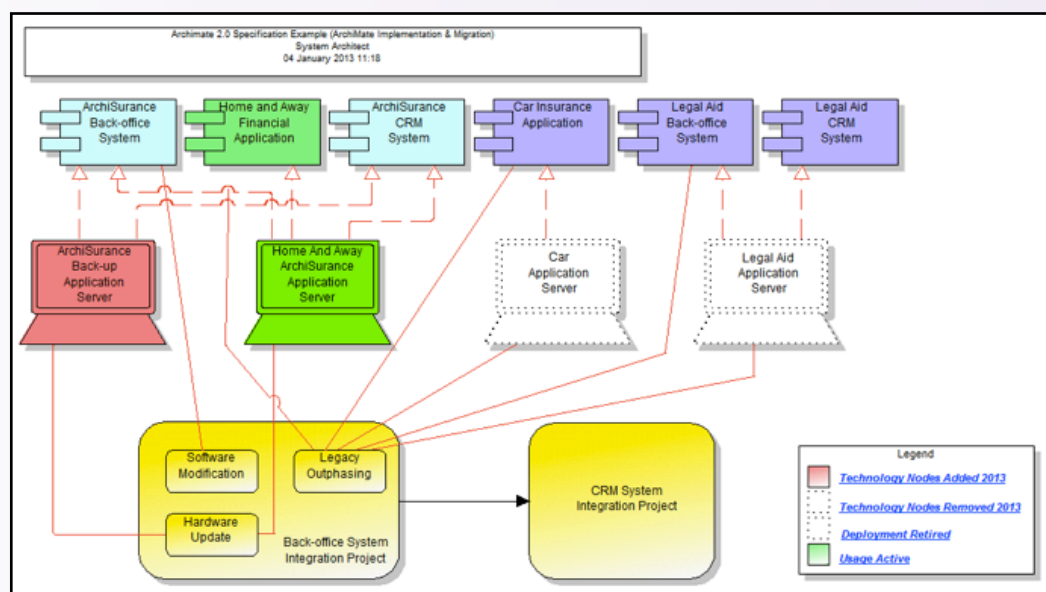 Archimate 2.0 Specification Example (ArchiMate Implementation & Migration)
System Architect
04 January 2013 11:18
ArchiSurance
Back-office
System
Home and Away
Financial
Application
ArchiSurance
CRM
System
Car Insurance
Application
Legal Aid
Back-office
System
Legal Aid
CRM
System
ArchiSurance
Back-up
Application
Server
Home And Away
ArchiSurance
Application
Server
Car
Application
Server
Legal Aid
Application
Server
Software
Modification
Legacy
Outphasing
Hardware
Update
Back-office System
Integration Project
CRM System
Integration Project
Legend
Technology Nodes Added 2013
Technology Nodes Removed 2013
Deployment Retired
Usage Active